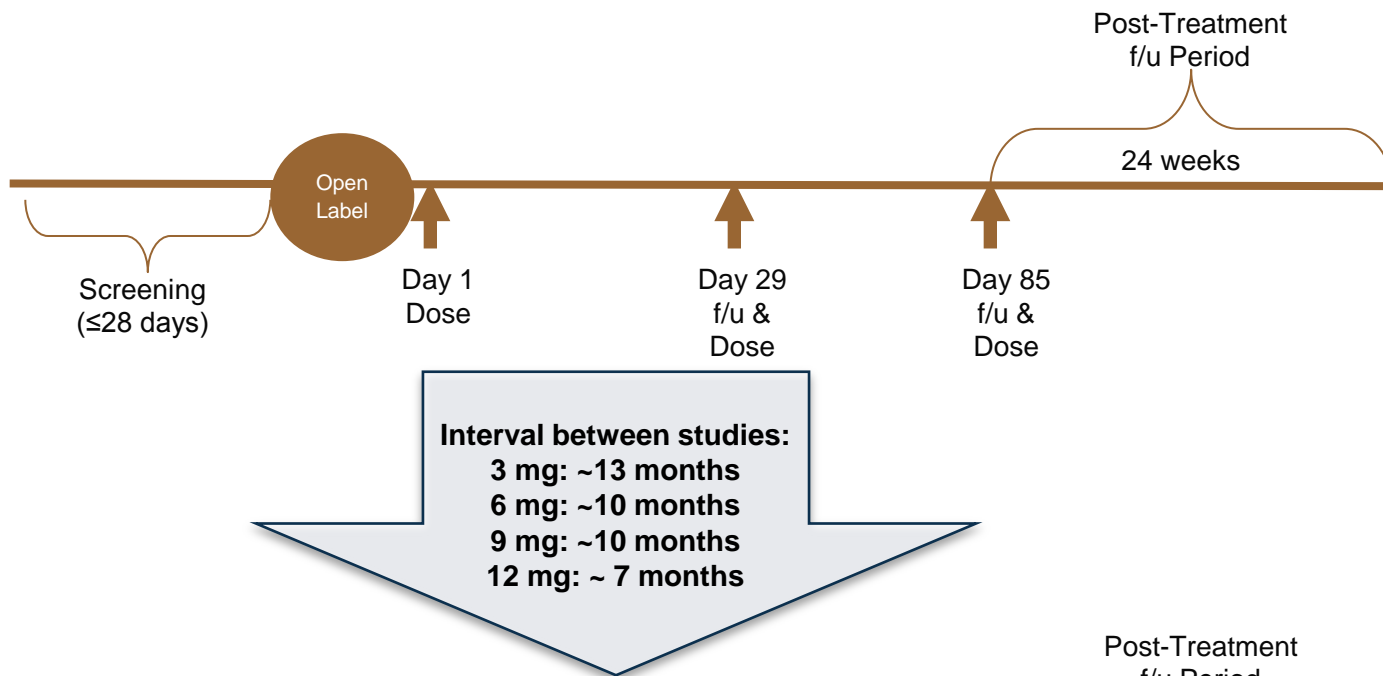 Post-Treatment
f/u Period
24 weeks
Open
Label
Screening
(≤28 days)
Day 1
Dose
Day 29
f/u &
Dose
Day 85
f/u &
Dose
Interval between studies:
3 mg: ~13 months
6 mg: ~10 months
9 mg: ~10 months
12 mg: ~ 7 months
Post-Treatment
f/u Period